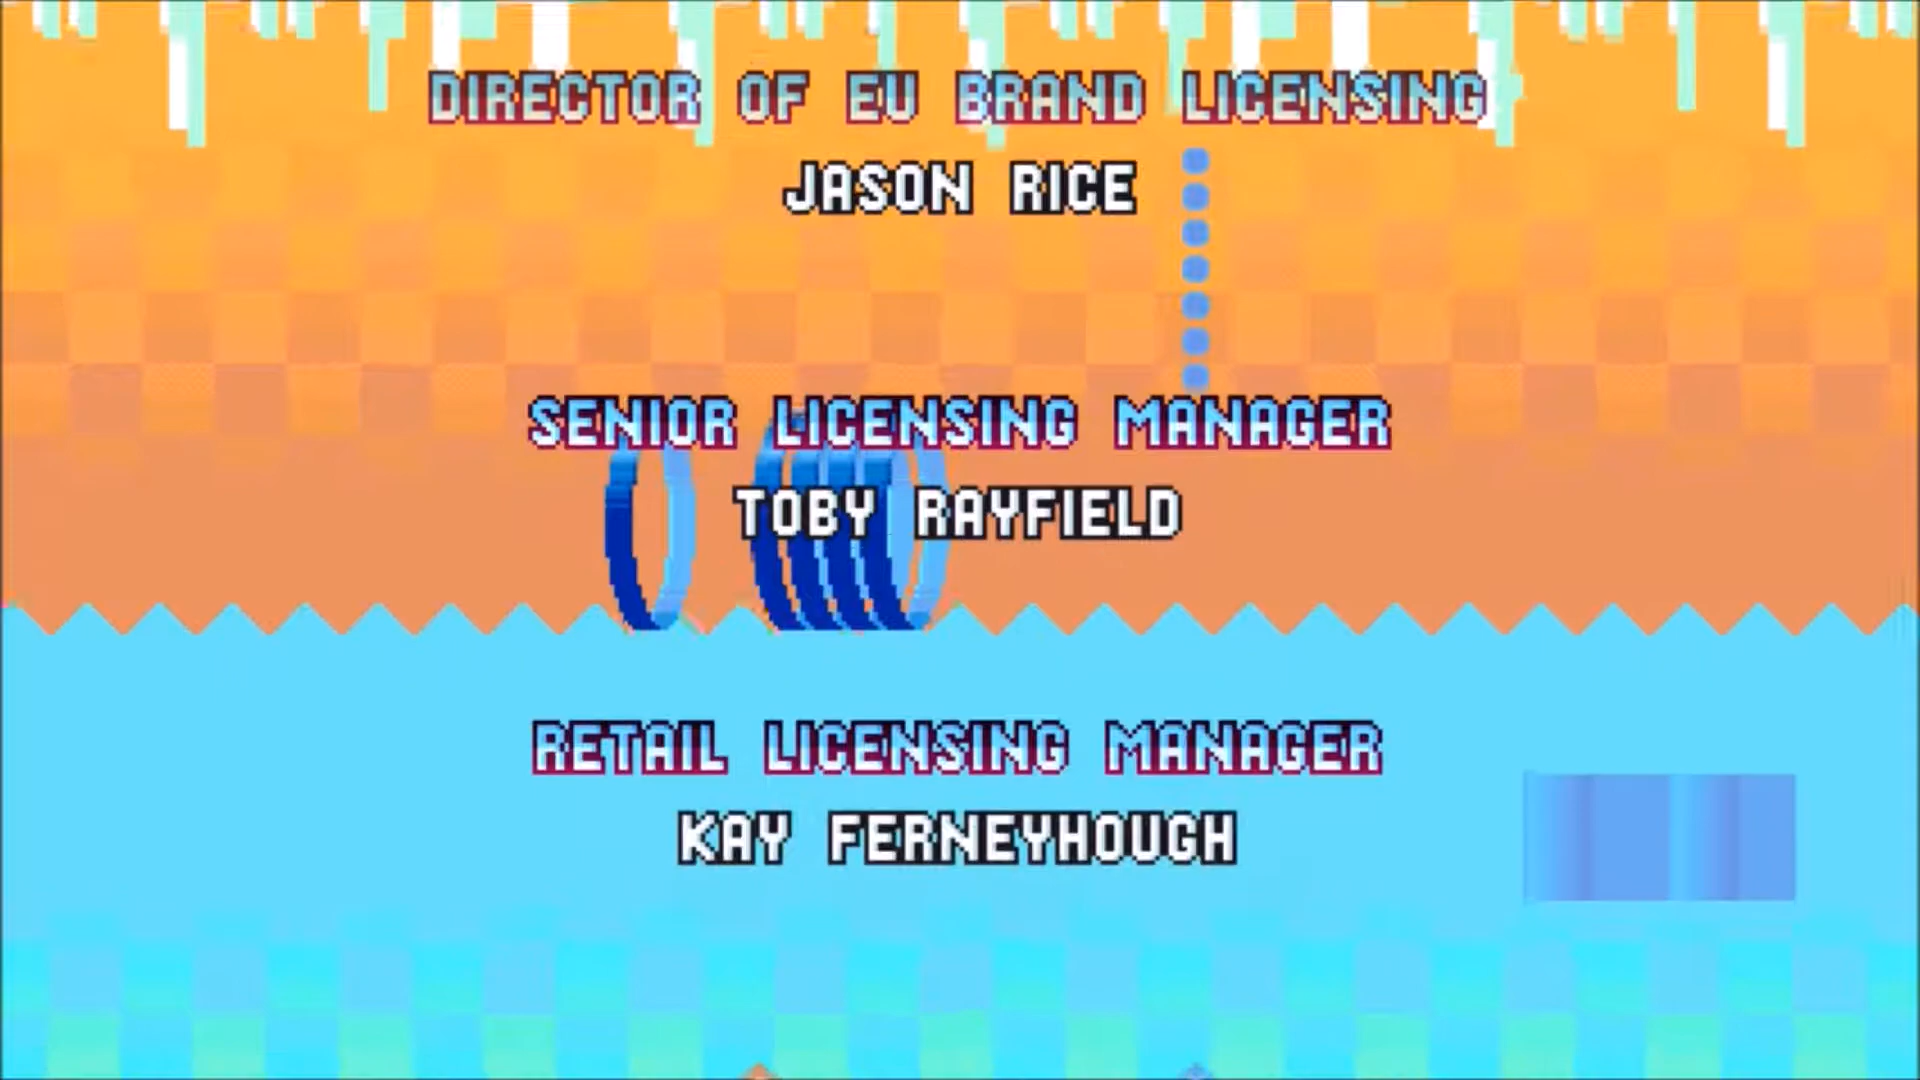 DIRECTOR OF EU BRAND LICENSING
JASON RICE
SENIOR LICENSING MANAGER
TOBY RAYFIELD
RETAIL LICENSING MANAGER
KAY FERNEYHOUGH